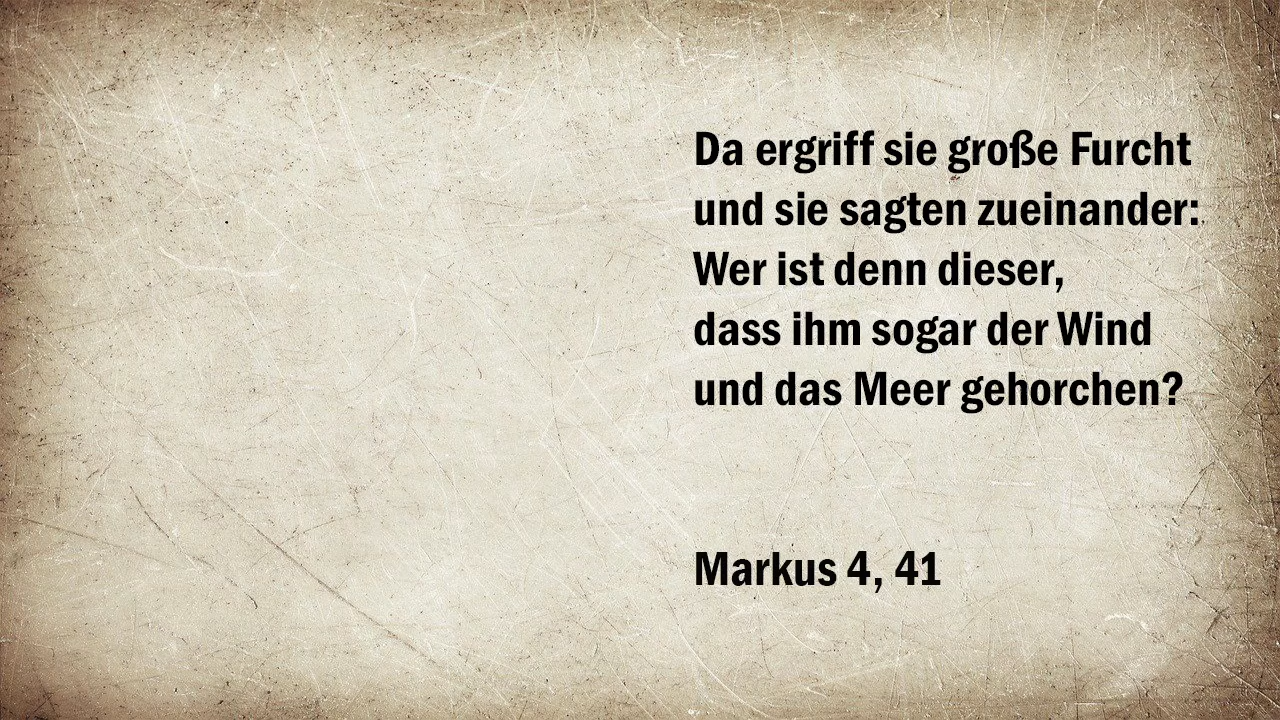 Da ergriff sie große Furcht
und sie sagten zueinander:
Wer ist denn dieser,
dass ihm sogar der Wind
und das Meer gehorchen?
Markus 4, 41